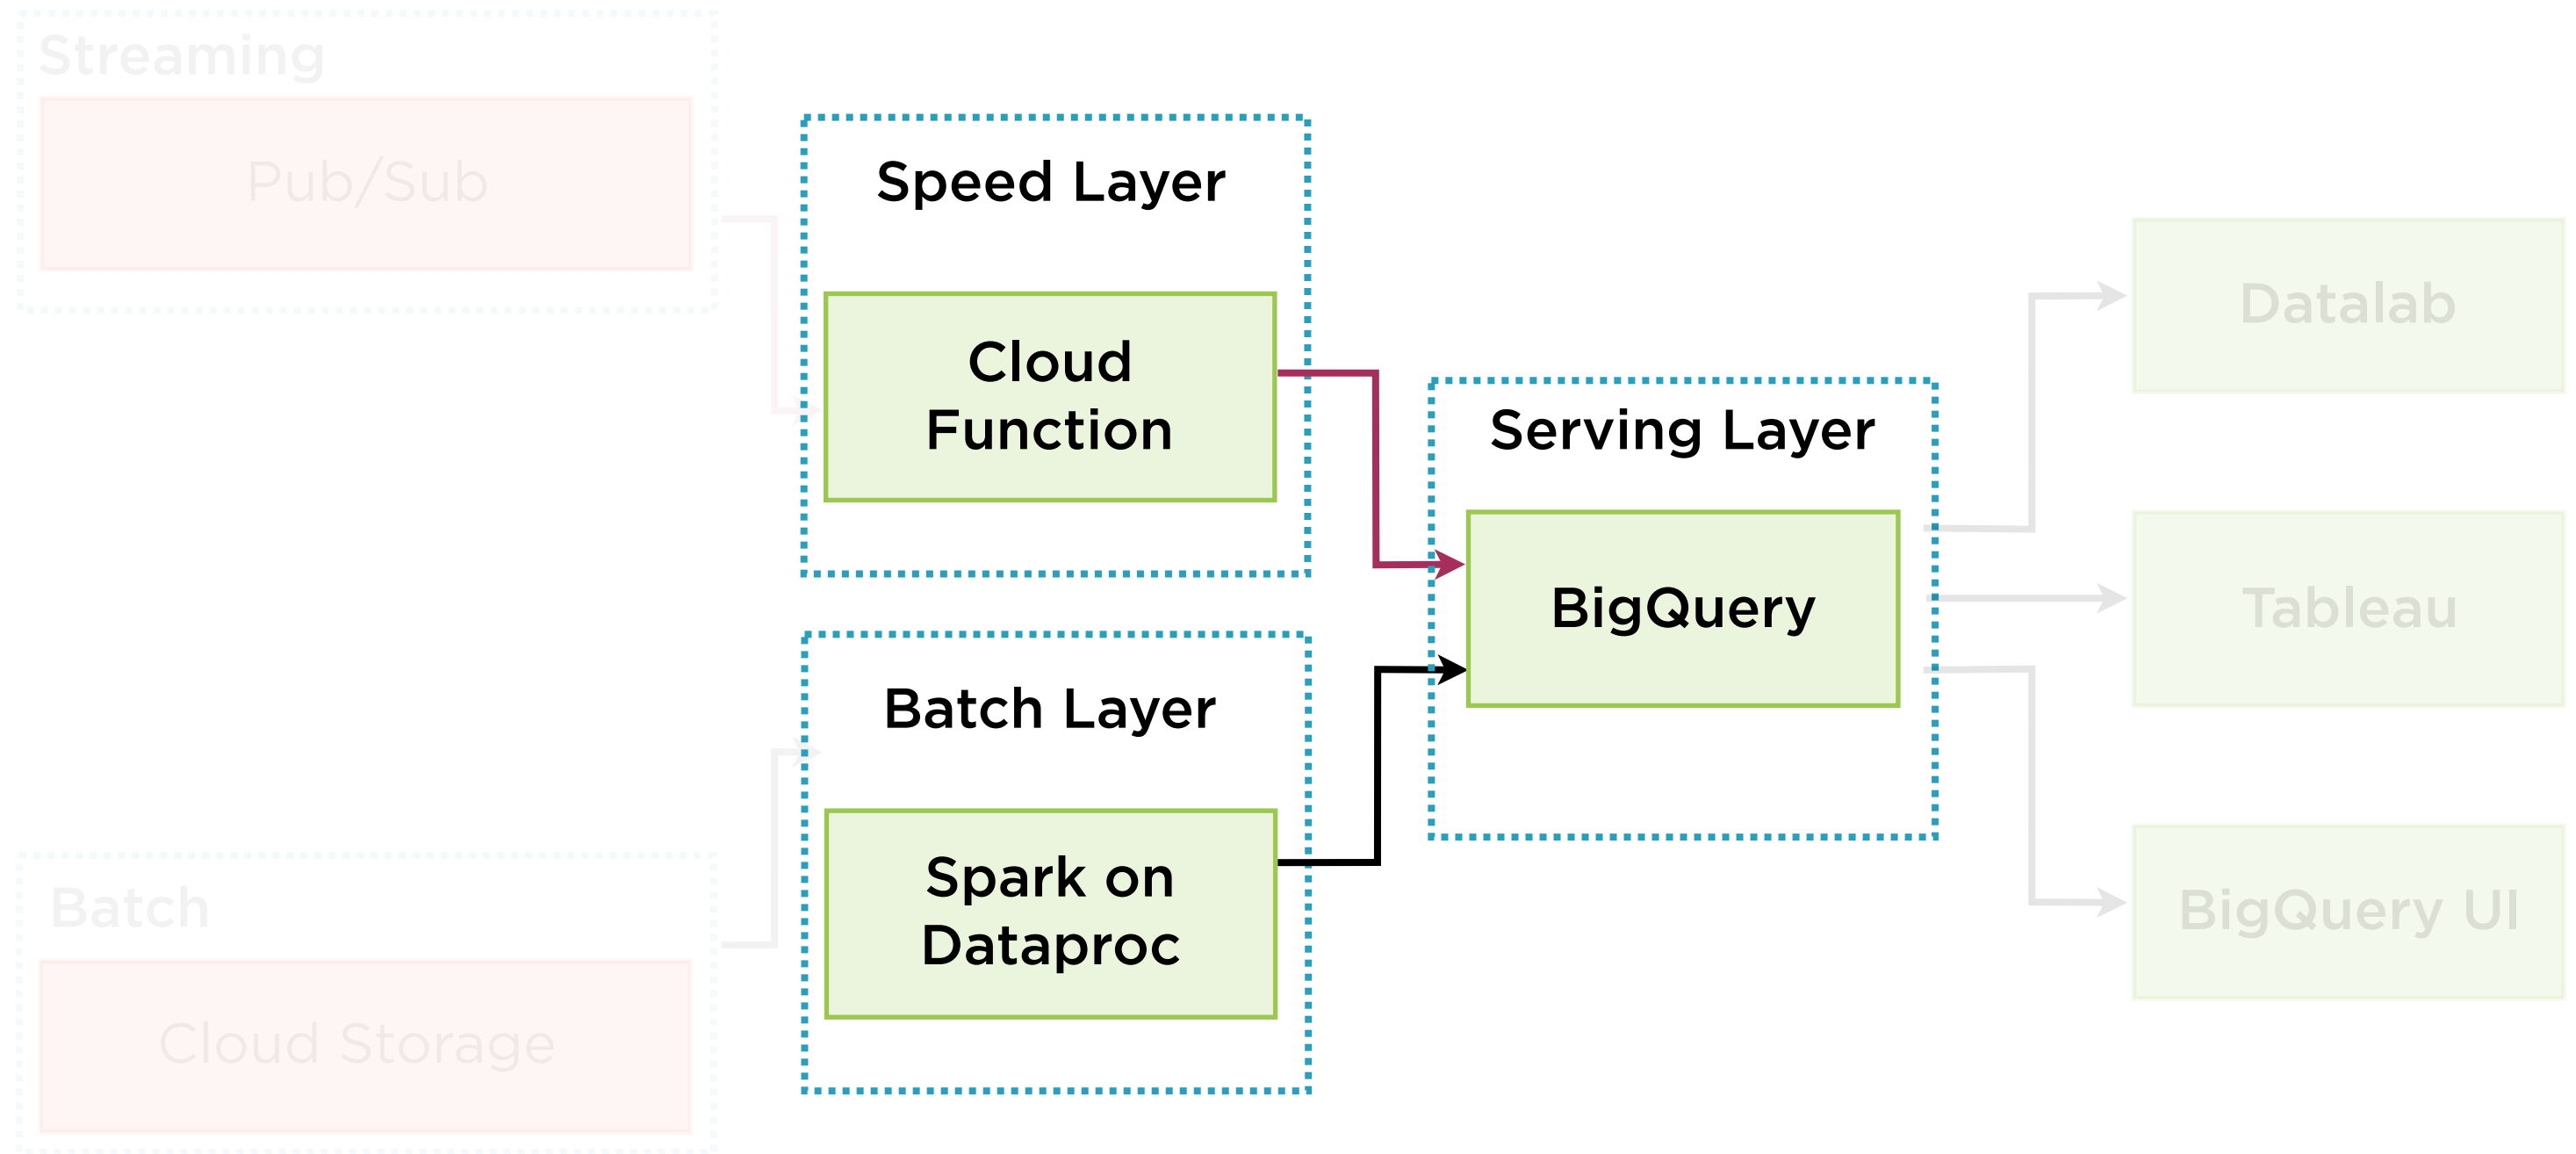 Streaming
Pub/Sub
Speed Layer
Cloud
Function
Batch Layer
Spark on
Dataproc
Batch
Cloud Storage
Serving Layer
BigQuery
Datalab
Tableau
BigQuery UI